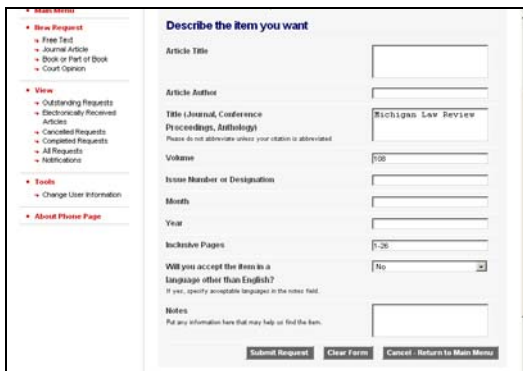 Main Menu
New Request
Free Text
Journal Article
Book or Part of Book
Court Opinion
View
Outstanding Requests
Electronically Received
Articles
Cancelled Requests
Completed Requests
All Requests
Notifications
Tools
Change User Information
About Phone Page
Describe the item you want
Article Title
Article Author
Title (Journal, Conference
Proceedings, Anthology)
Please do not abbreviate unless your citation is abbreviated
Michigan Law Review
Volume
108
Issue Number or Designation
Month
Year
Inclusive Pages
1-26
Will you accept the item in a
language other than English?
If yes, specify acceptable languages in the notes field.
No
Notes
Put any information here that may help us find the item.
Submit Request
Clear Form
Cancel - Return to Main Menu